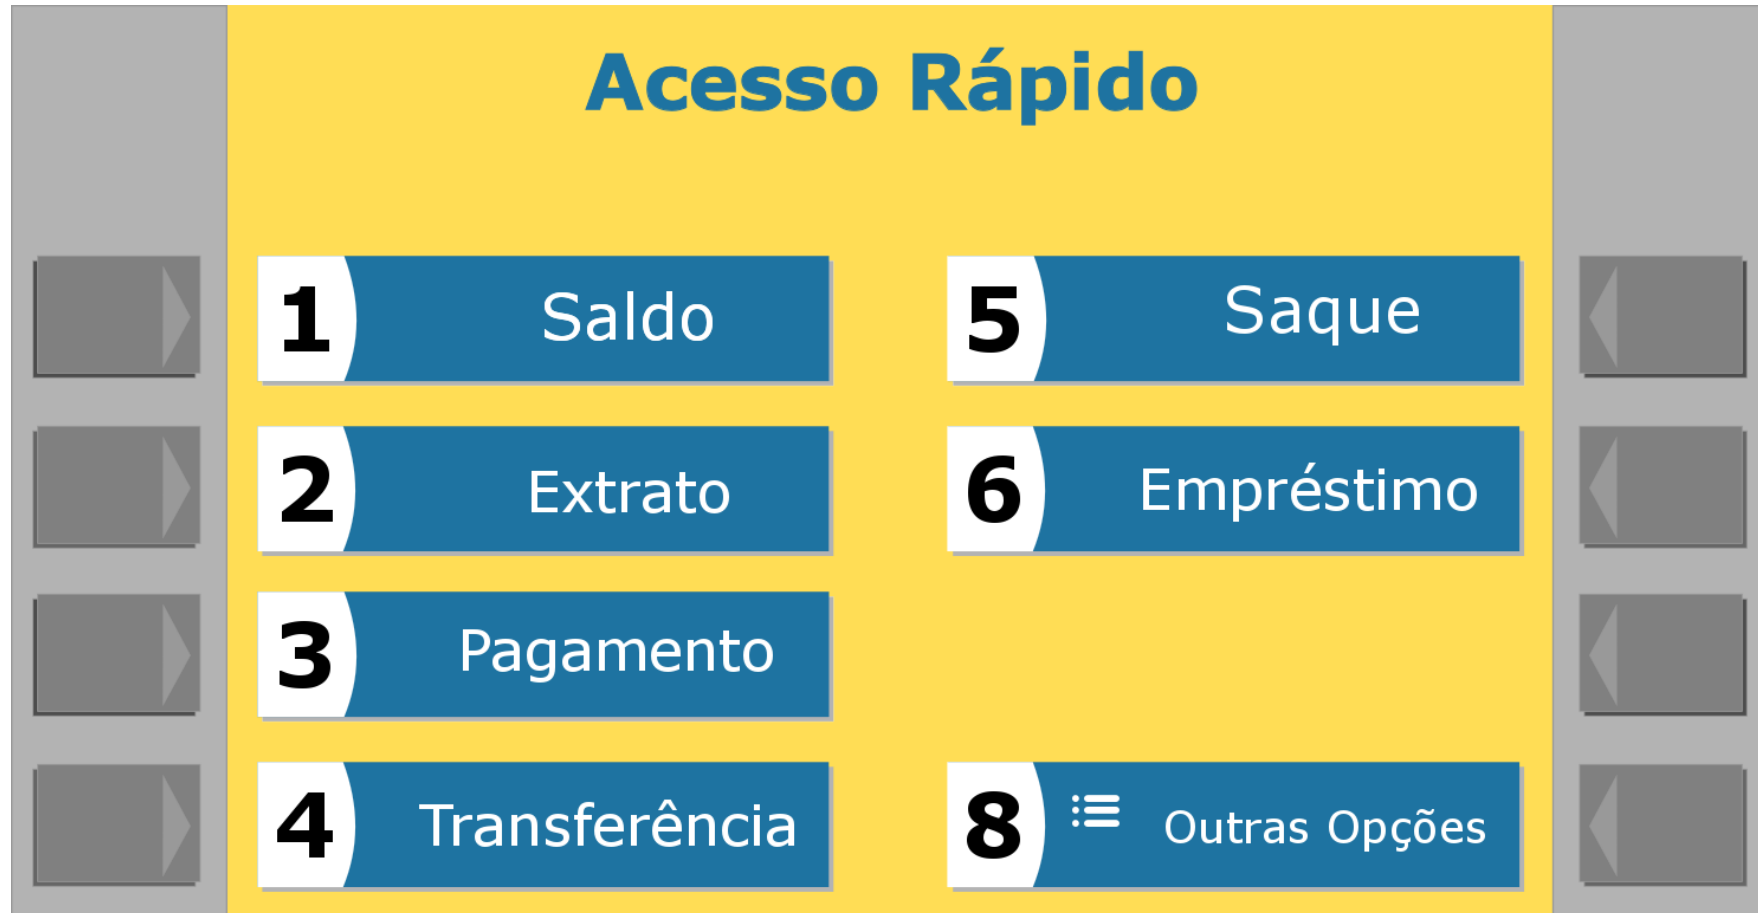 Acesso Rápido
1 Saldo
2 Extrato
3 Pagamento
4 Transferência
5 Saque
6 Empréstimo
8 Outras Opções